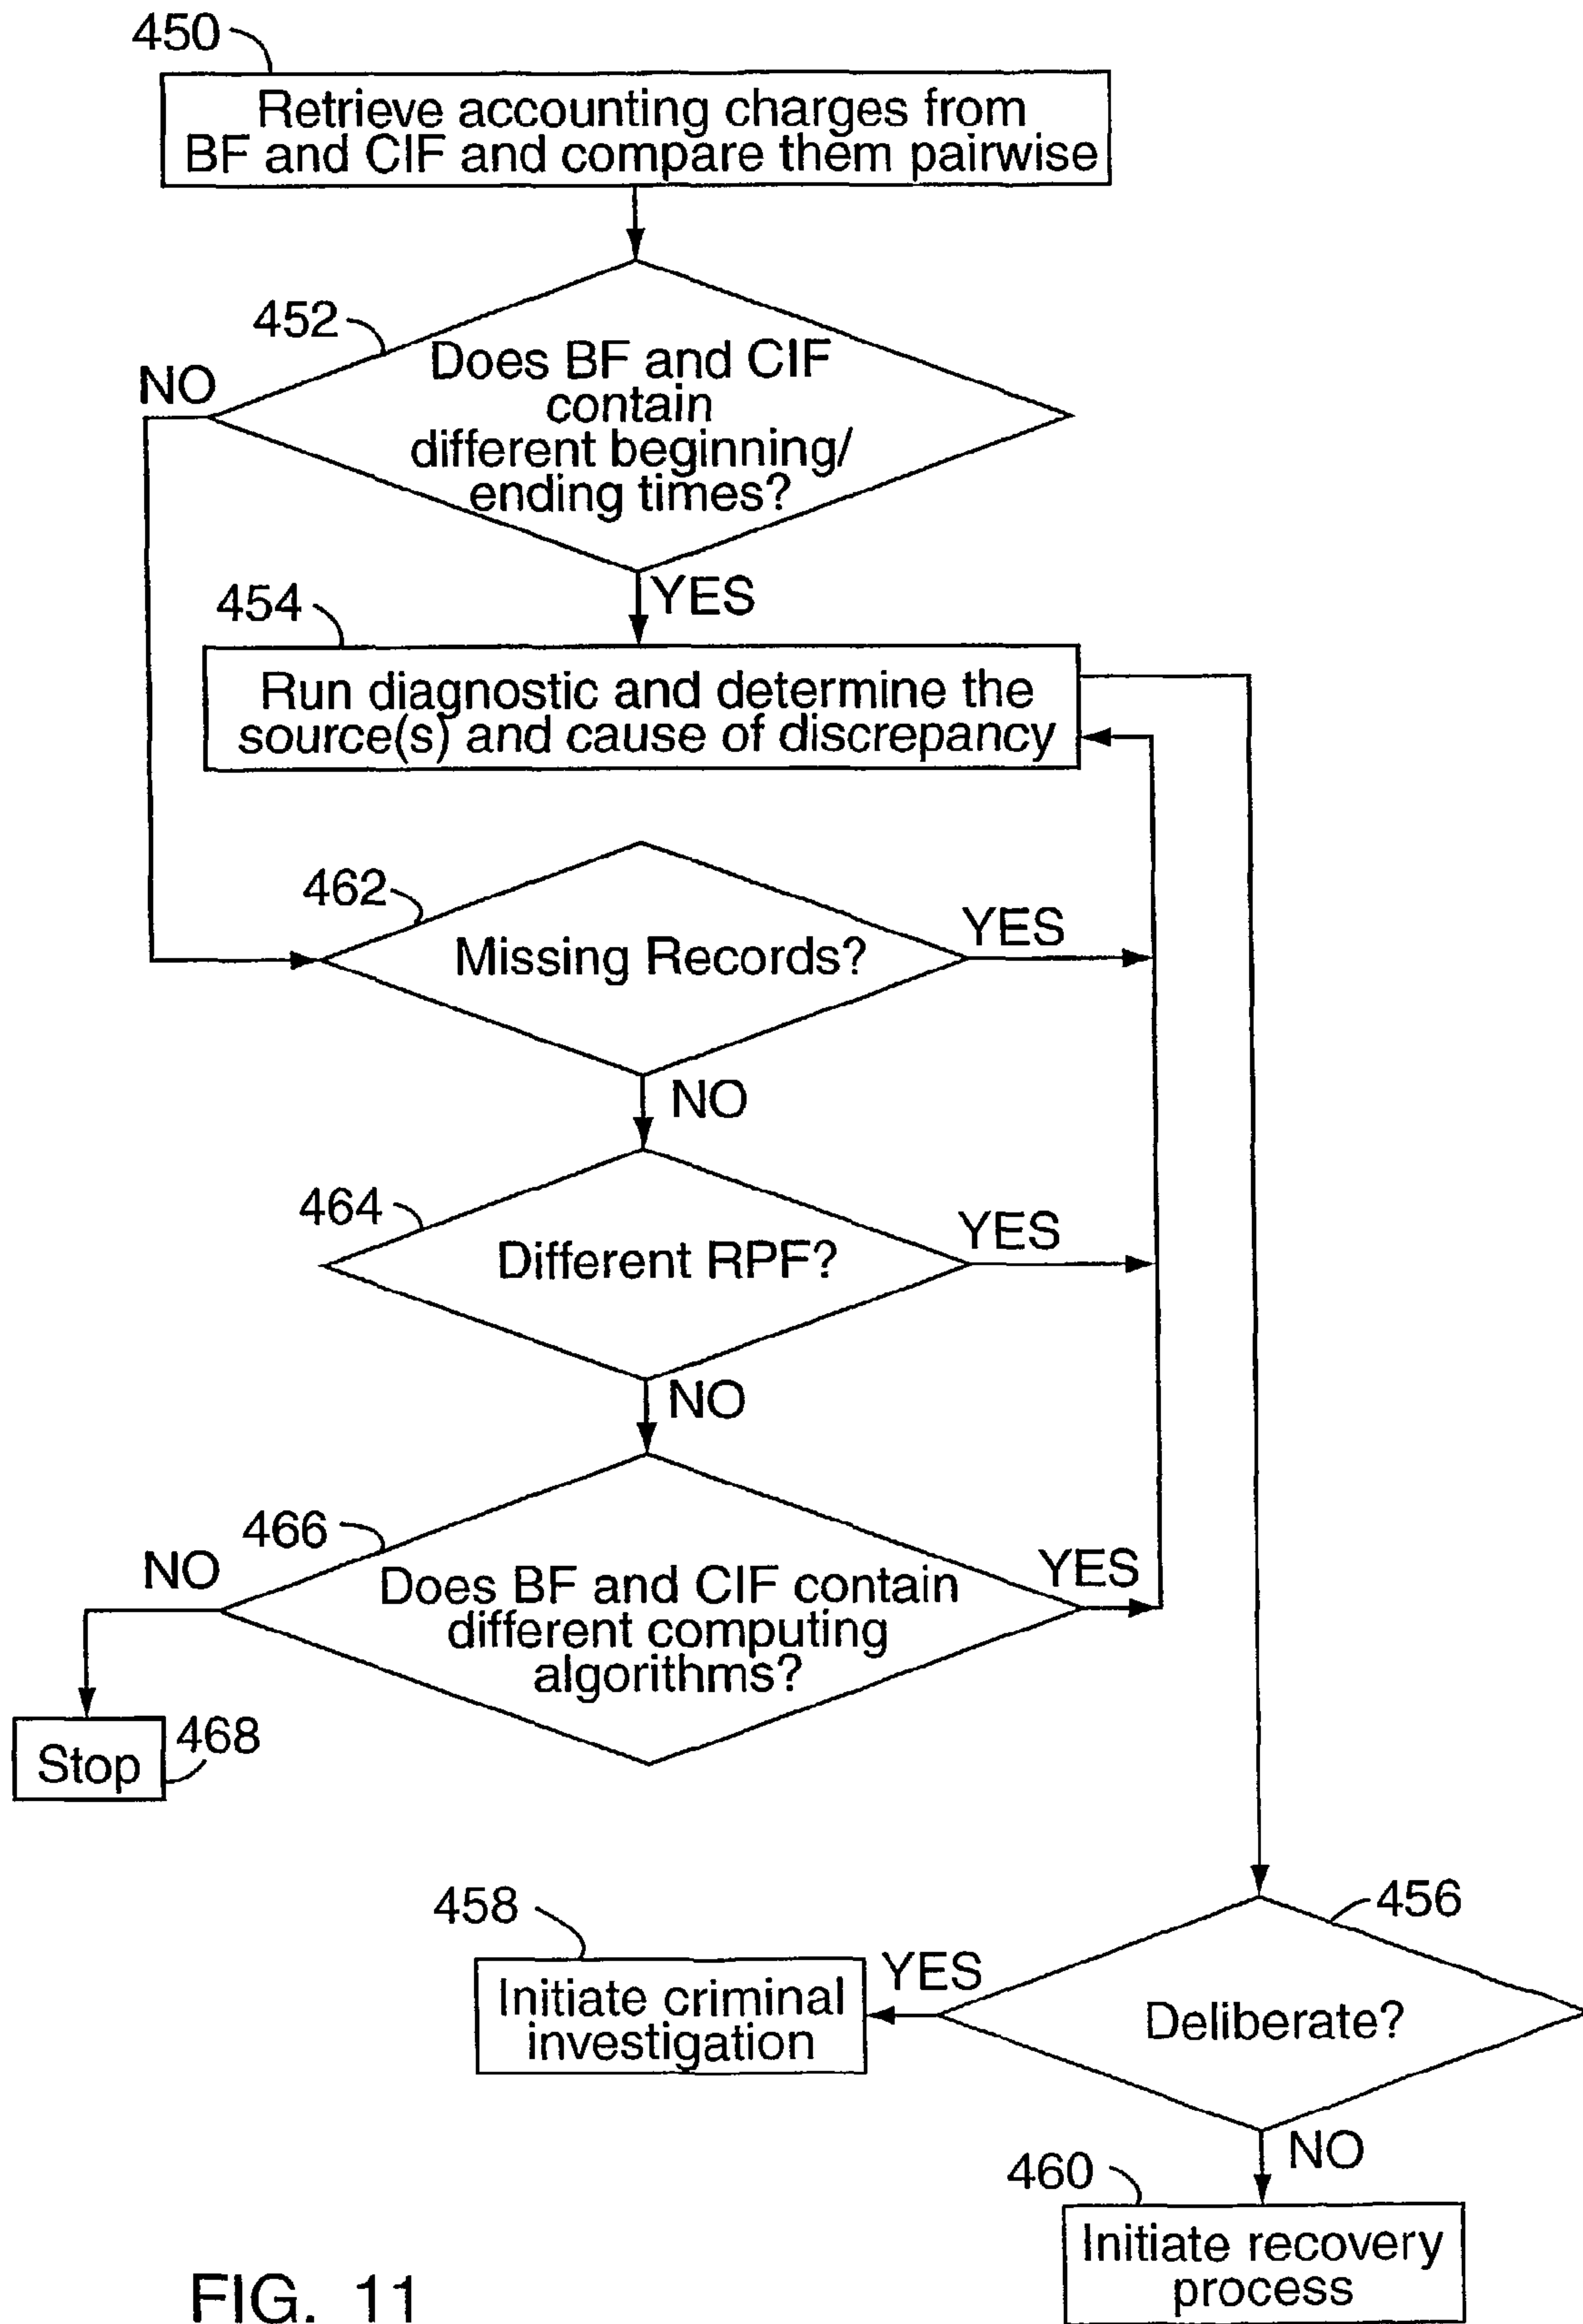 450
Retrieve accounting charges from
BF and CIF and compare them pairwise
452
NO
Does BF and CIF
contain
different beginning/
ending times?
YES
454
Run diagnostic and determine the
source(s) and cause of discrepancy
462
Missing Records?
YES
NO
464
Different RPF?
YES
NO
466
NO
Does BF and CIF contain
different computing
algorithms?
YES
Stop
468
456
458
YES
Initiate criminal
investigation
Deliberate?
NO
460
Initiate recovery
process
FIG. 11